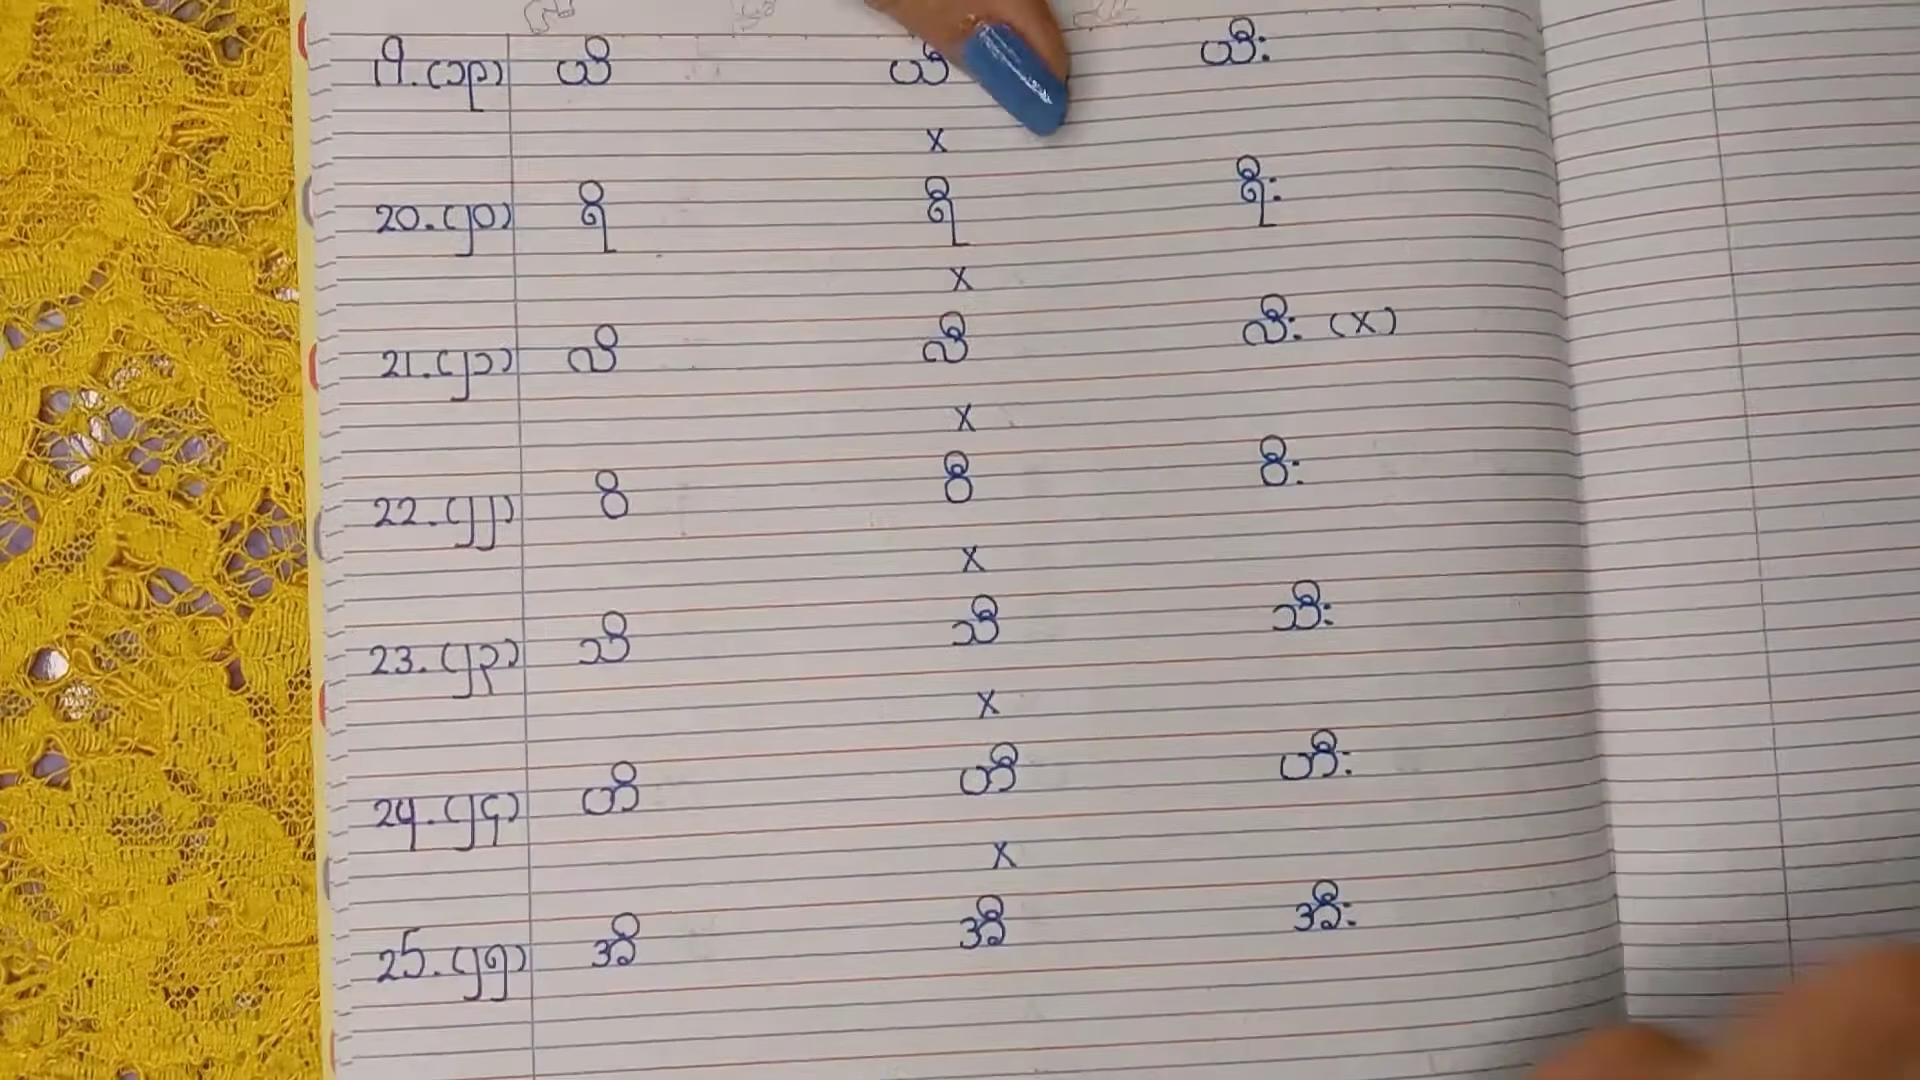 19. (၁၉) ယိ ယီ ယီး
x
20. (၂၀) ရိ ရီ ရီး
x
21. (၂၁) လိ လီ လီး (x)
x
22. (၂၂) ဝိ ဝီ ဝီး
x
23. (၂၃) သိ သီ သီး
x
24. (၂၄) ဟိ ဟီ ဟီး
x
25. (၂၅) အိ အီ အီး